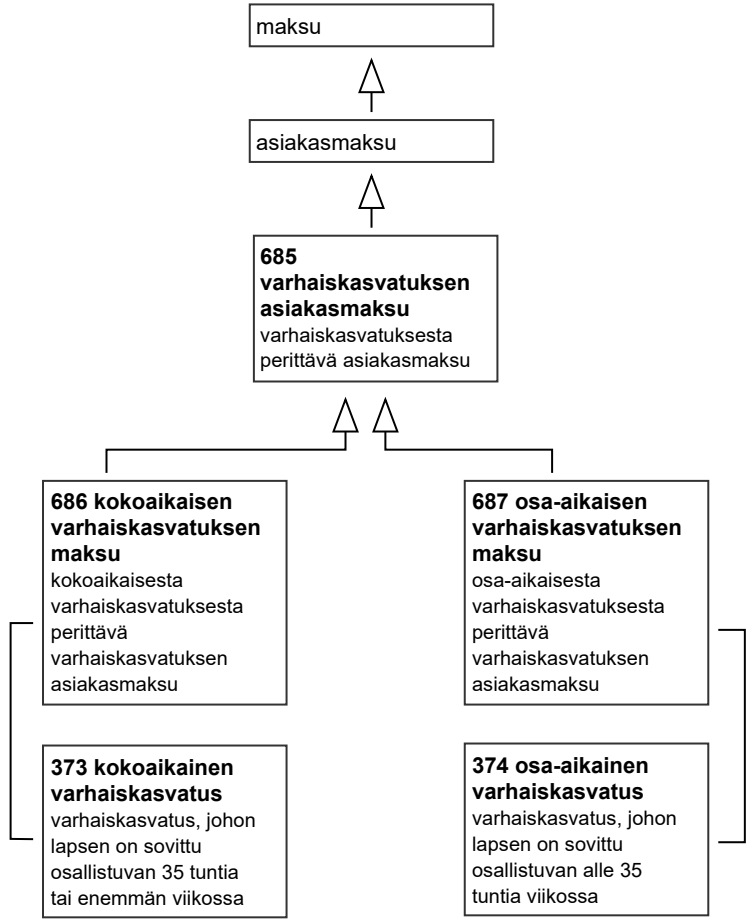 maksu
asiakasmaksu
685
varhaiskasvatuksen
asiakasmaksu
varhaiskasvatuksesta
perittävä asiakasmaksu
686 kokoaikaisen
varhaiskasvatuksen
maksu
kokoaikaisesta
varhaiskasvatuksesta
perittävä
varhaiskasvatuksen
asiakasmaksu
687 osa-aikaisen
varhaiskasvatuksen
maksu
osa-aikaisesta
varhaiskasvatuksesta
perittävä
varhaiskasvatuksen
asiakasmaksu
373 kokoaikainen
varhaiskasvatus
varhaiskasvatus, johon
lapsen on sovittu
osallistuvan 35 tuntia
tai enemmän viikossa
374 osa-aikainen
varhaiskasvatus
varhaiskasvatus, johon
lapsen on sovittu
osallistuvan alle 35
tuntia viikossa